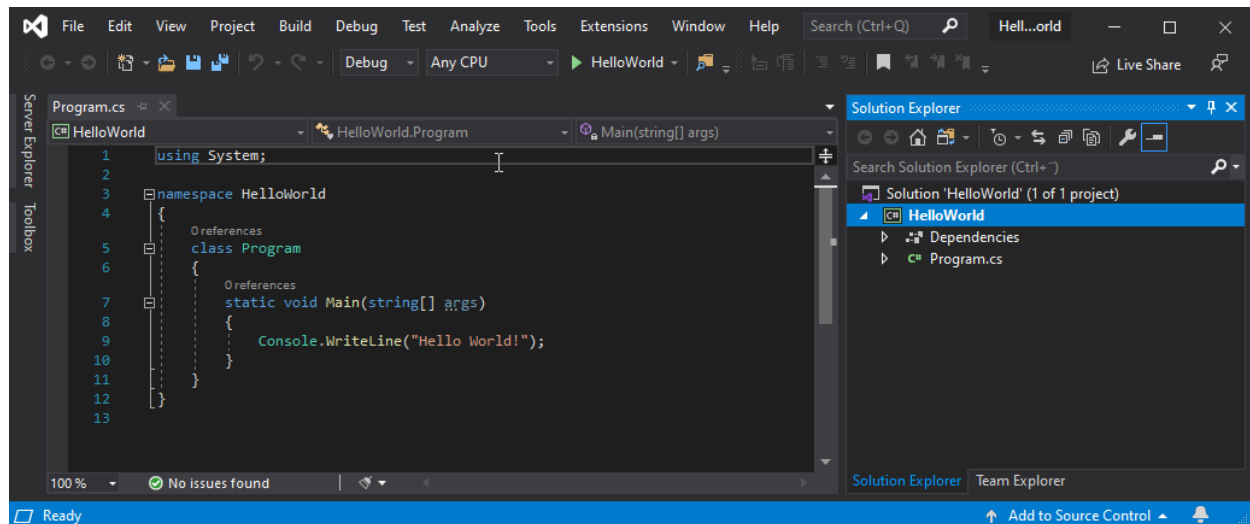 File Edit View Project Build Debug Test Analyze Tools Extensions Window Help Search (Ctrl+Q) Hell...orld
Debug Any CPU HelloWorld Live Share
Server Explorer
Toolbox
Program.cs
C# HelloWorld HelloWorld.Program Main(string[] args)
1 using System;
2
3 namespace HelloWorld
4 {
0 references
5 class Program
6 {
0 references
7 static void Main(string[] args)
8 {
9 Console.WriteLine("Hello World!");
10 }
11 }
12 }
13
100 % No issues found
Solution Explorer
Search Solution Explorer (Ctrl+¨)
Solution 'HelloWorld' (1 of 1 project)
C# HelloWorld
Dependencies
C# Program.cs
Solution Explorer Team Explorer
Ready Add to Source Control